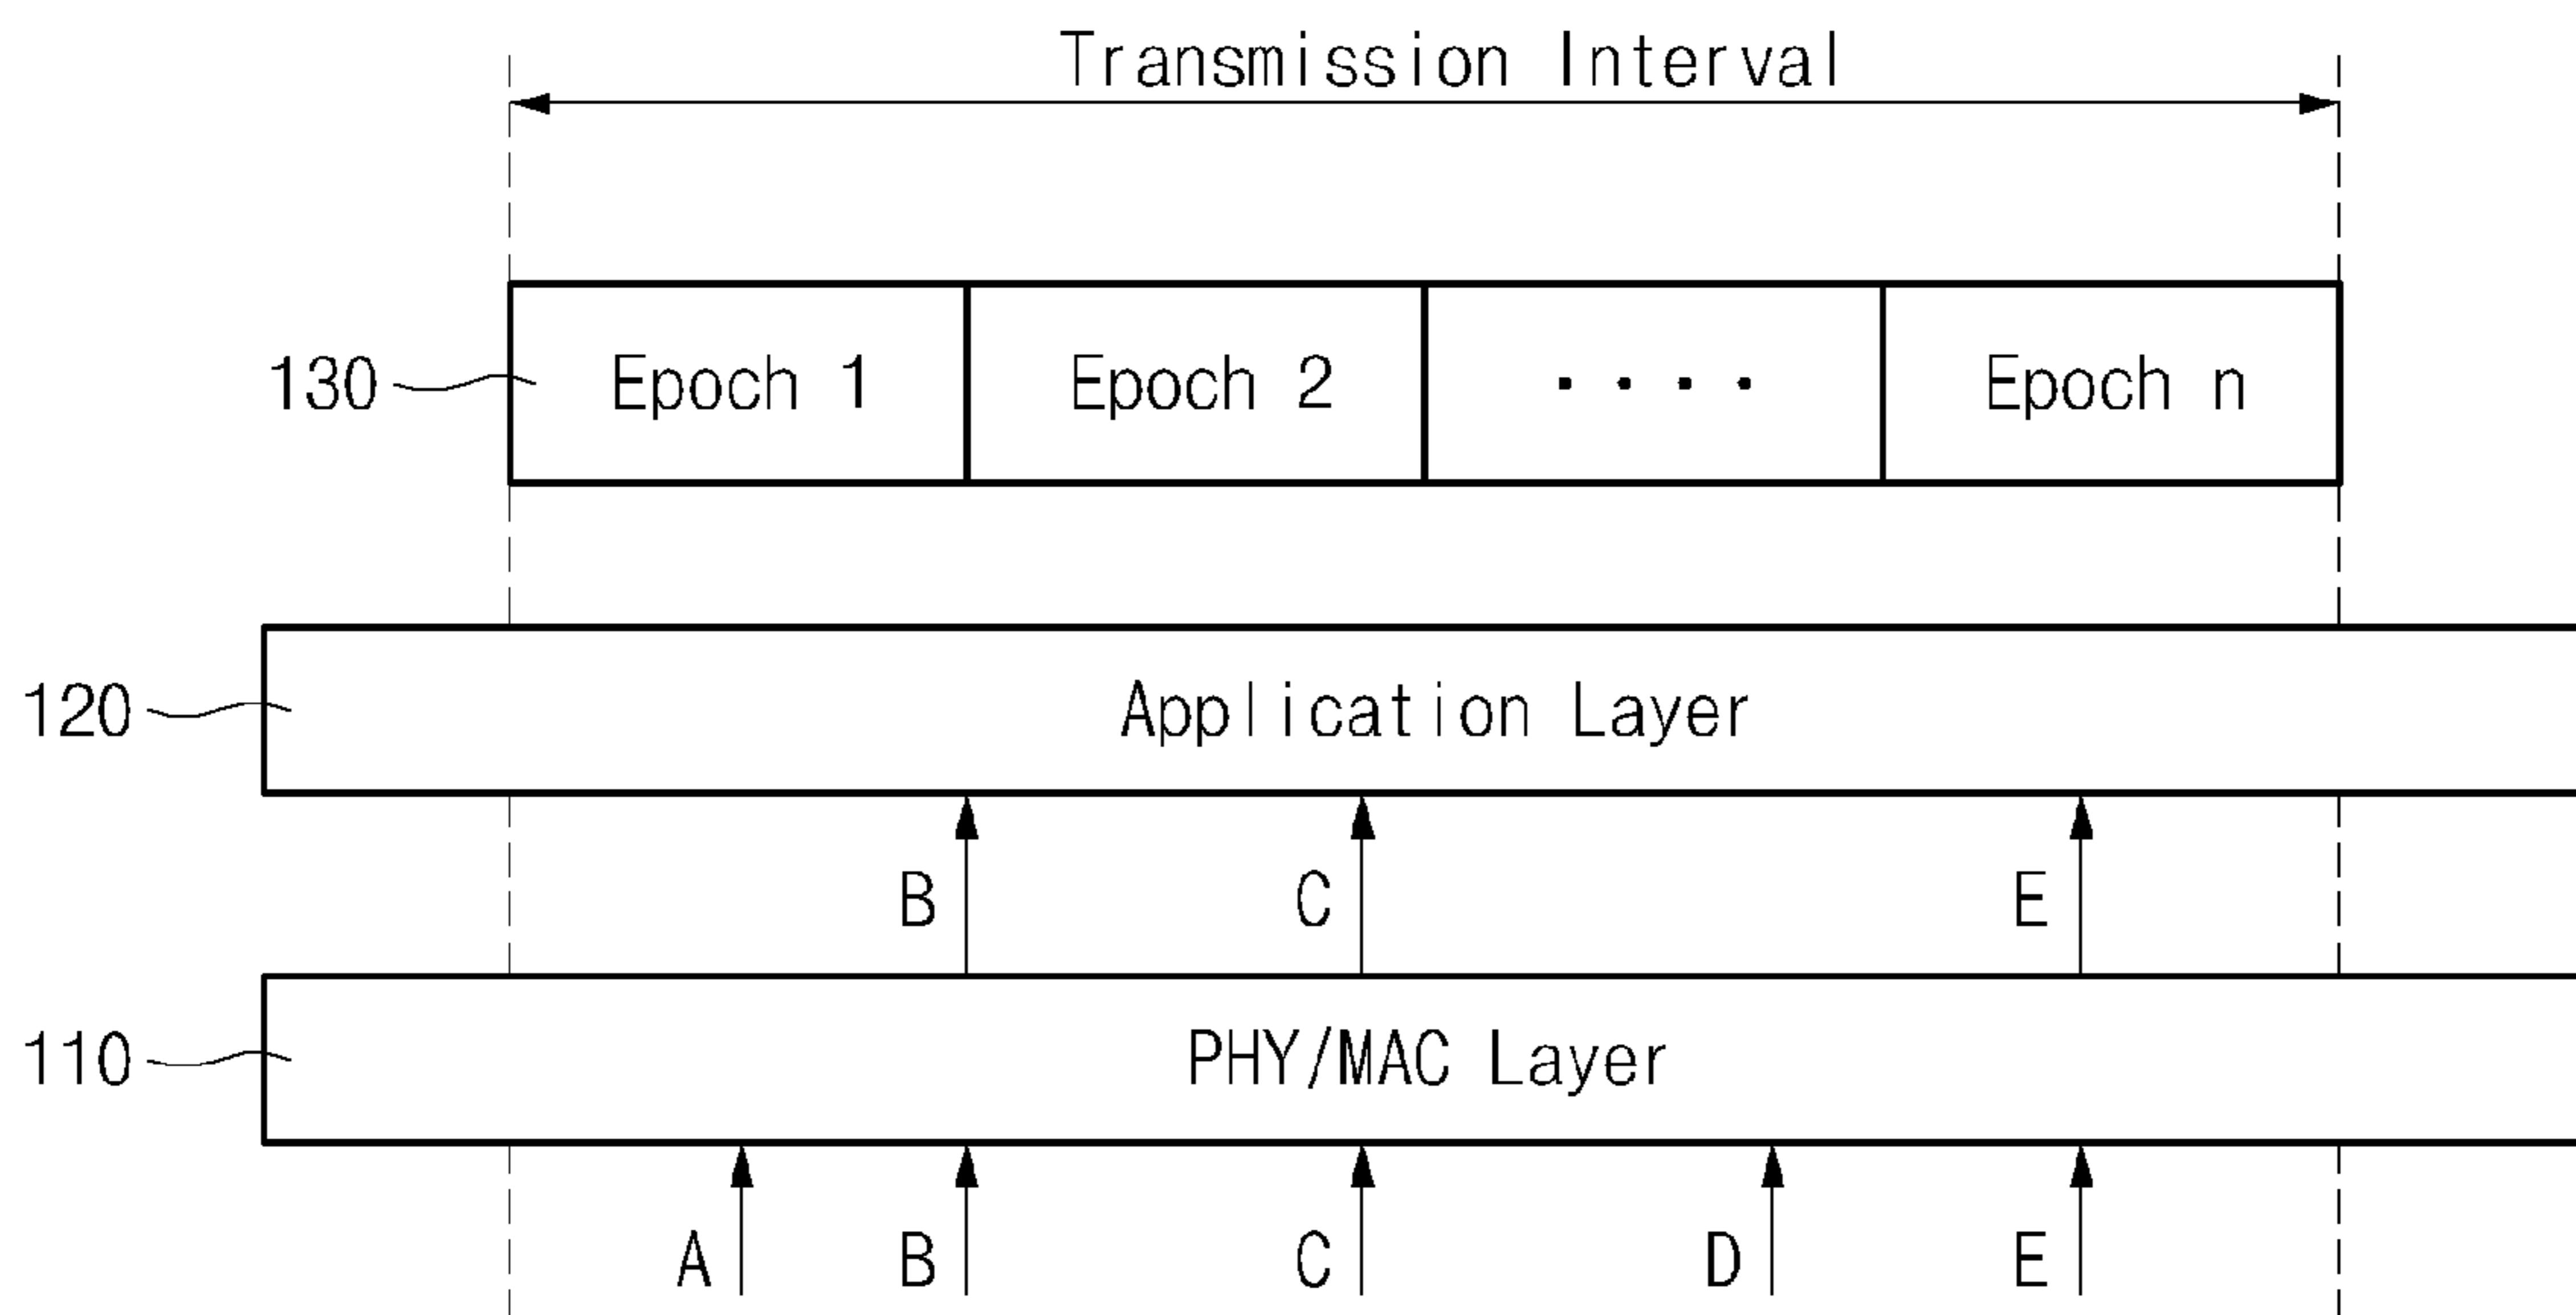 Transmission Interval
130 Epoch 1 Epoch 2 .... Epoch n
120 Application Layer
B C E
110 PHY/MAC Layer
A B C D E